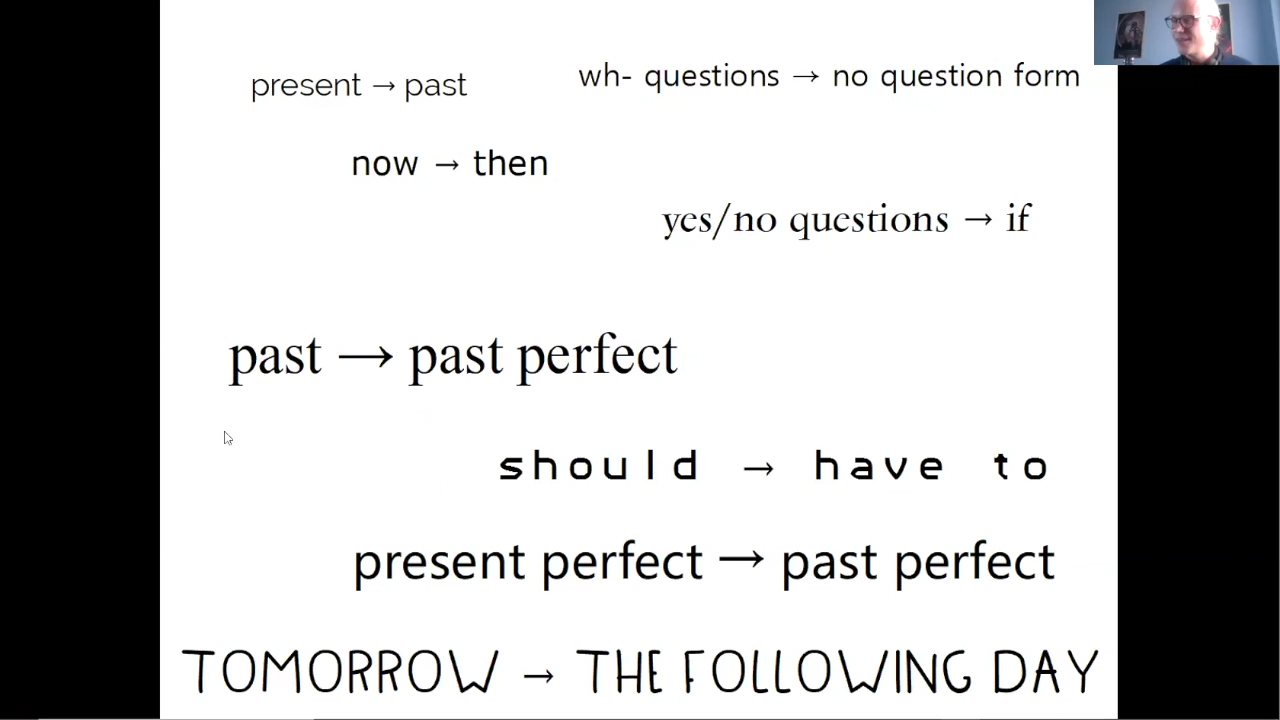 present → past
wh- questions → no question form
now → then
yes/no questions → if
past → past perfect
should → have to
present perfect → past perfect
TOMORROW → THE FOLLOWING DAY